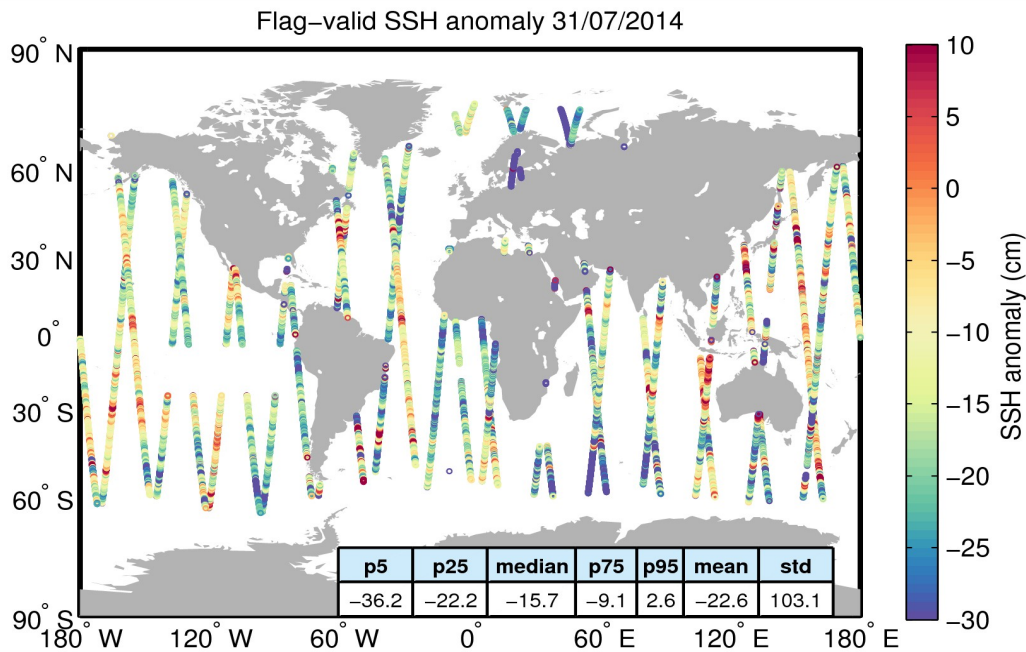 Flag−valid SSH anomaly 31/07/2014
90° N
60° N
30° N
0°
30° S
60° S
90° S
180° W
120° W
60° W
0°
60° E
120° E
180° E
p5 p25 median p75 p95 mean std
−36.2 −22.2 −15.7 −9.1 2.6 −22.6 103.1
10
5
0
−5
−10
−15
−20
−25
−30
SSH anomaly (cm)